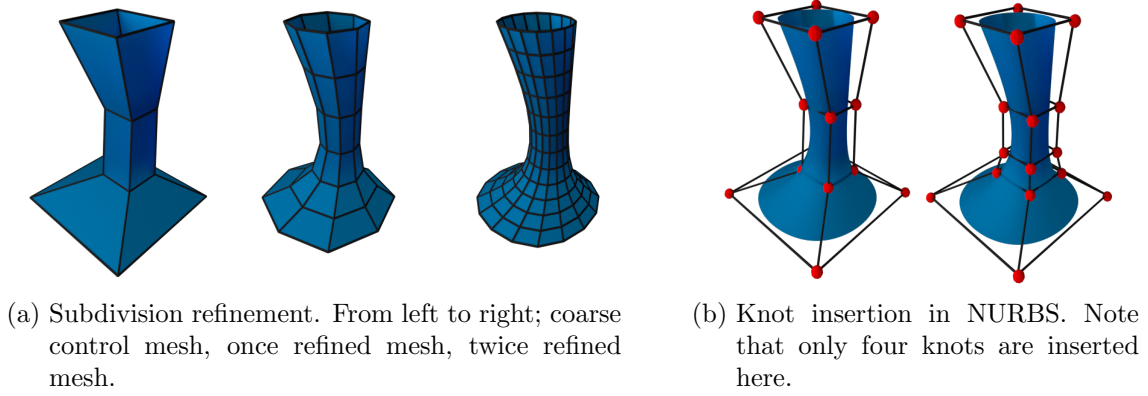 (a) Subdivision refinement. From left to right; coarse
control mesh, once refined mesh, twice refined
mesh.
(b) Knot insertion in NURBS. Note
that only four knots are inserted
here.